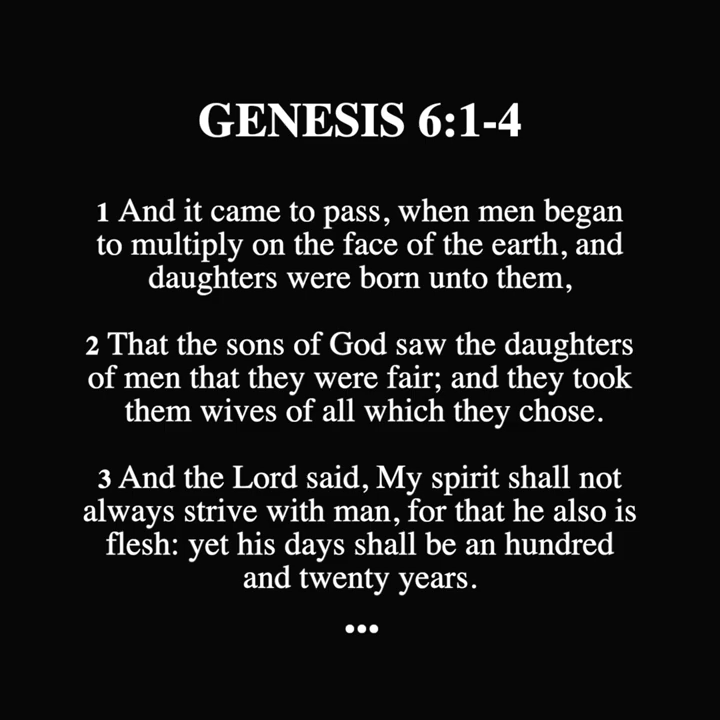 GENESIS 6:1-4
1 And it came to pass, when men began
to multiply on the face of the earth, and
daughters were born unto them,
2 That the sons of God saw the daughters
of men that they were fair; and they took
them wives of all which they chose.
3 And the Lord said, My spirit shall not
always strive with man, for that he also is
flesh: yet his days shall be an hundred
and twenty years.
...